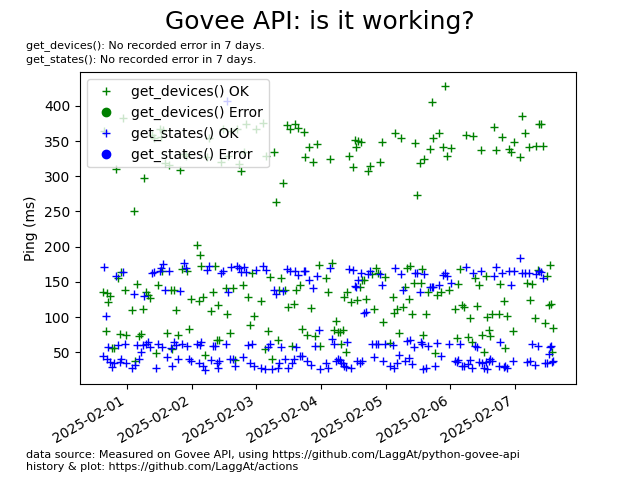 Govee API: is it working?
get_devices(): No recorded error in 7 days.
get_states(): No recorded error in 7 days.
get_devices() OK
get_devices() Error
get_states() OK
get_states() Error
Ping (ms)
400
350
300
250
200
150
100
50
2025-02-01
2025-02-02
2025-02-03
2025-02-04
2025-02-05
2025-02-06
2025-02-07
data source: Measured on Govee API, using https://github.com/LaggAt/python-govee-api
history & plot: https://github.com/LaggAt/actions